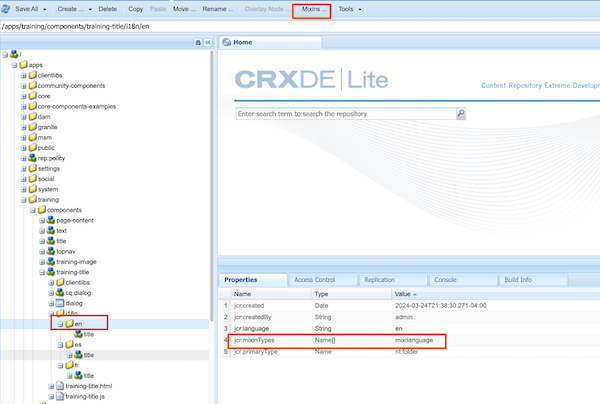 Save All Create ... Delete Copy Paste Move ... Rename ... Overlay Node ... Mixins ... Tools
/apps/training/components/training-title/i18n/en
/
apps
clientlibs
community-components
core
core-components-examples
dam
granite
msm
public
rep:policy
settings
social
system
training
components
page-content
text
title
topnav
training-image
training-title
clientlibs
cq:dialog
dialog
i18n
en
title
es
title
fr
title
training-title.html
training-title.js
Home
CRXDE | Lite
Content Repository Extreme Developm
Enter search term to search the repository
Properties Access Control Replication Console Build Info
Name Type Value
1 jcr:created Date 2024-03-24T21:38:30.271-04:00
2 jcr:createdBy String admin
3 jcr:language String en
4 jcr:mixinTypes Name[] mix:language
5 jcr:primaryType Name nt:folder